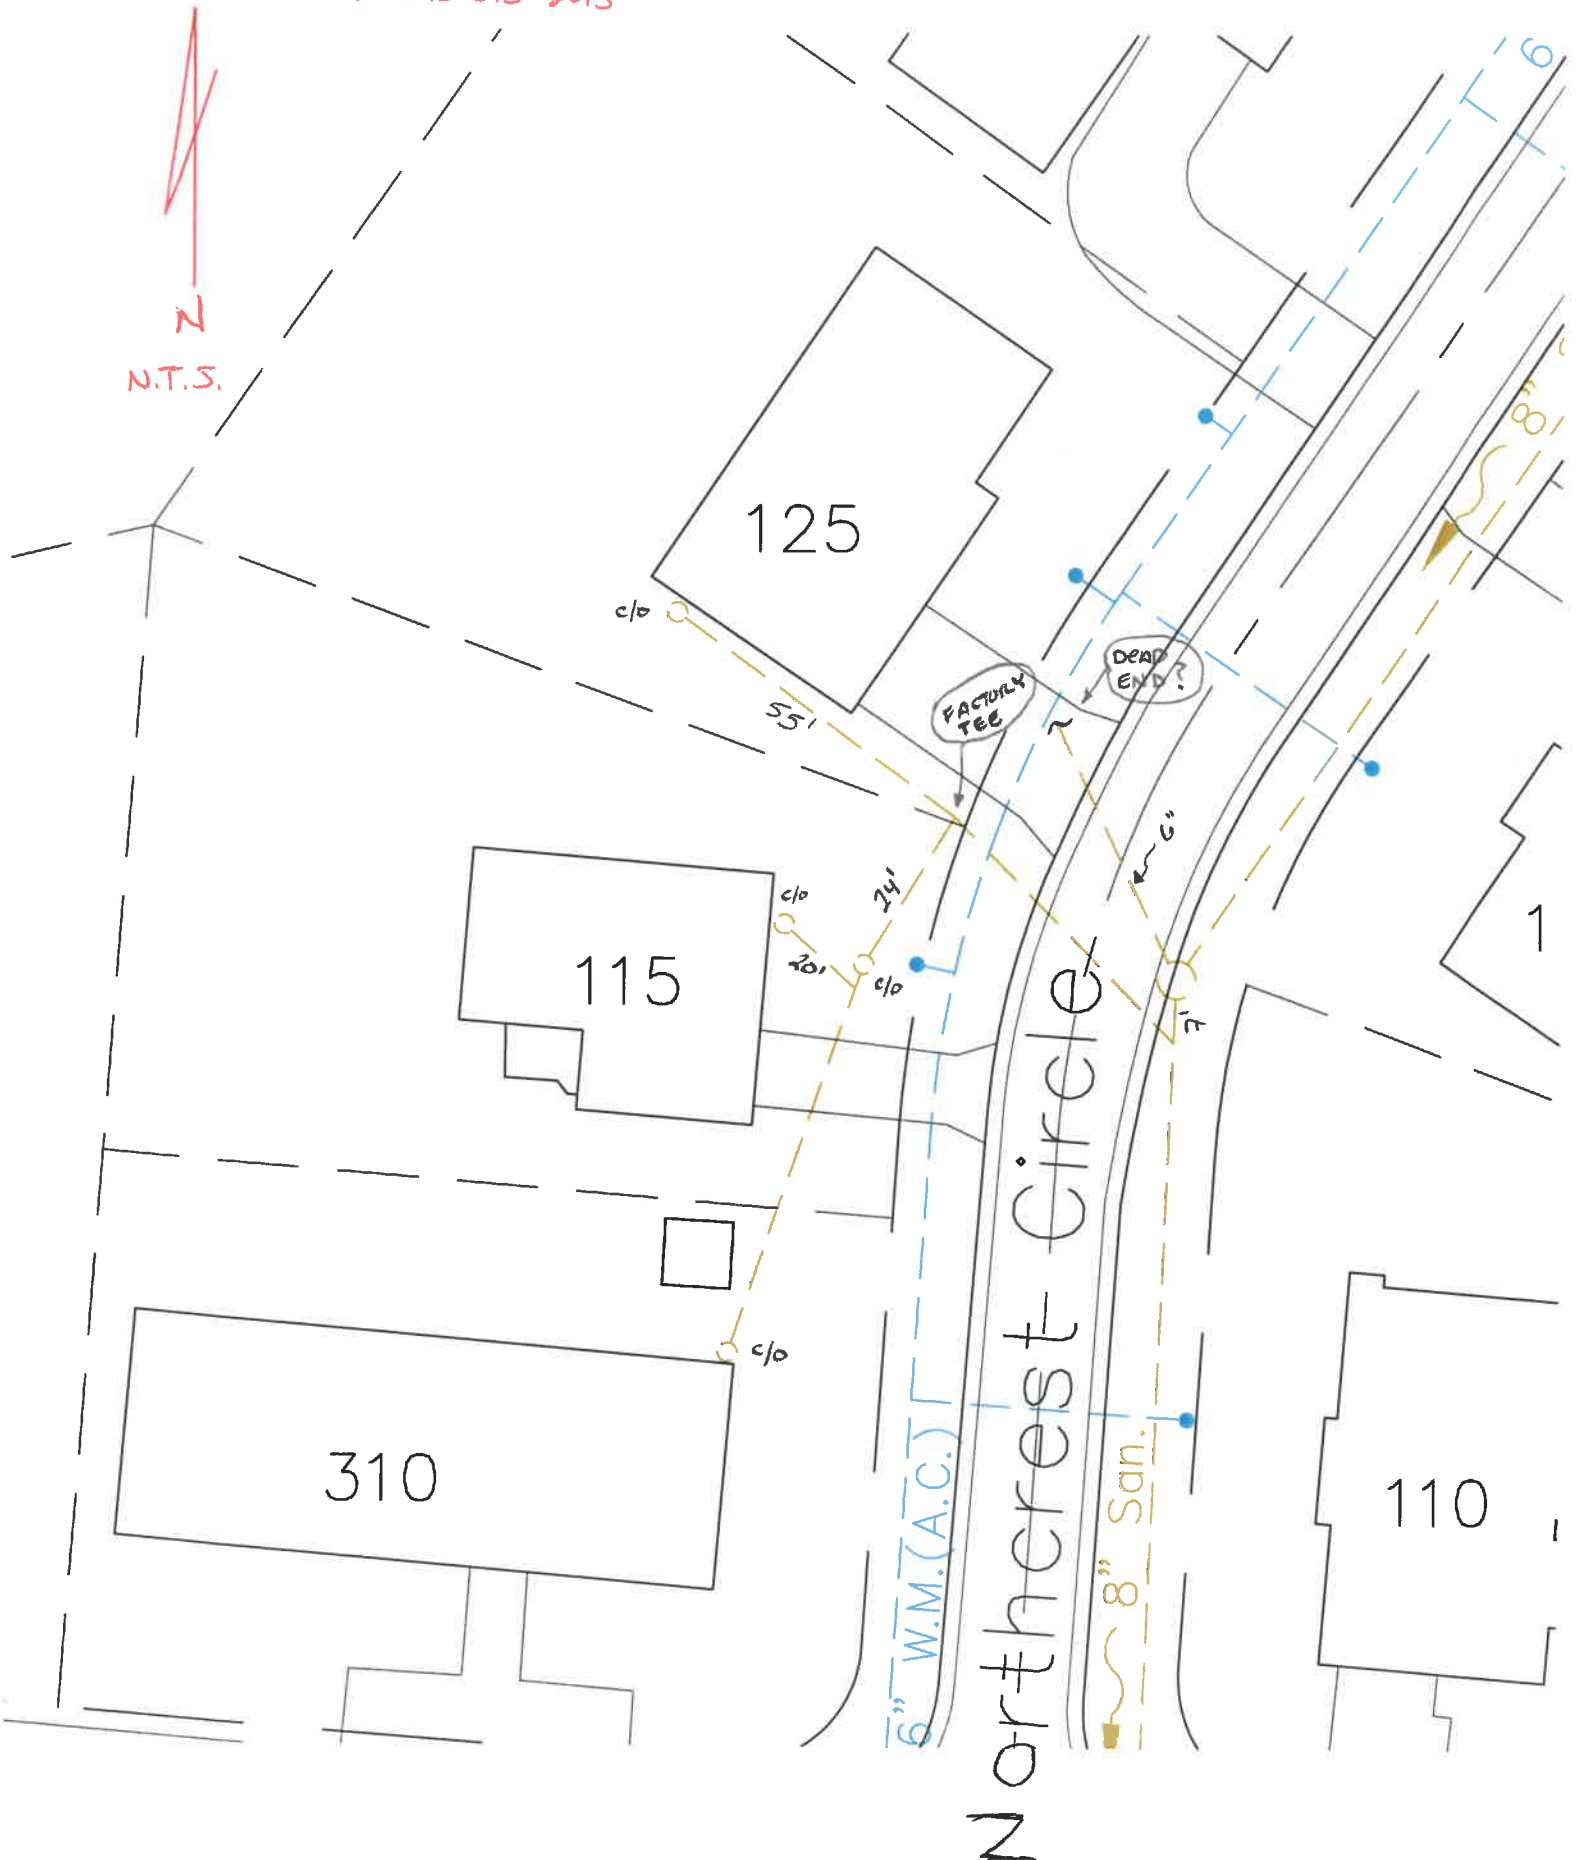 N
N.T.S.
6
8"
125
c/o
55'
FACTORY
TEE
DEAD
END?
6"
24'
c/o
20'
c/o
115
7'
1
c/o
310
110
6" W.M.(A.C.)
Northcrest Circle
8" San.